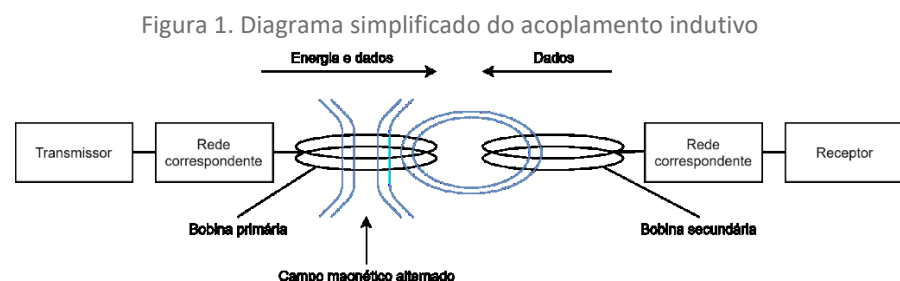 Figura 1. Diagrama simplificado do acoplamento indutivo
Energia e dados
Dados
Transmissor
Rede
correspondente
Rede
correspondente
Receptor
Bobina primária
Bobina secundária
Campo magnético alternado